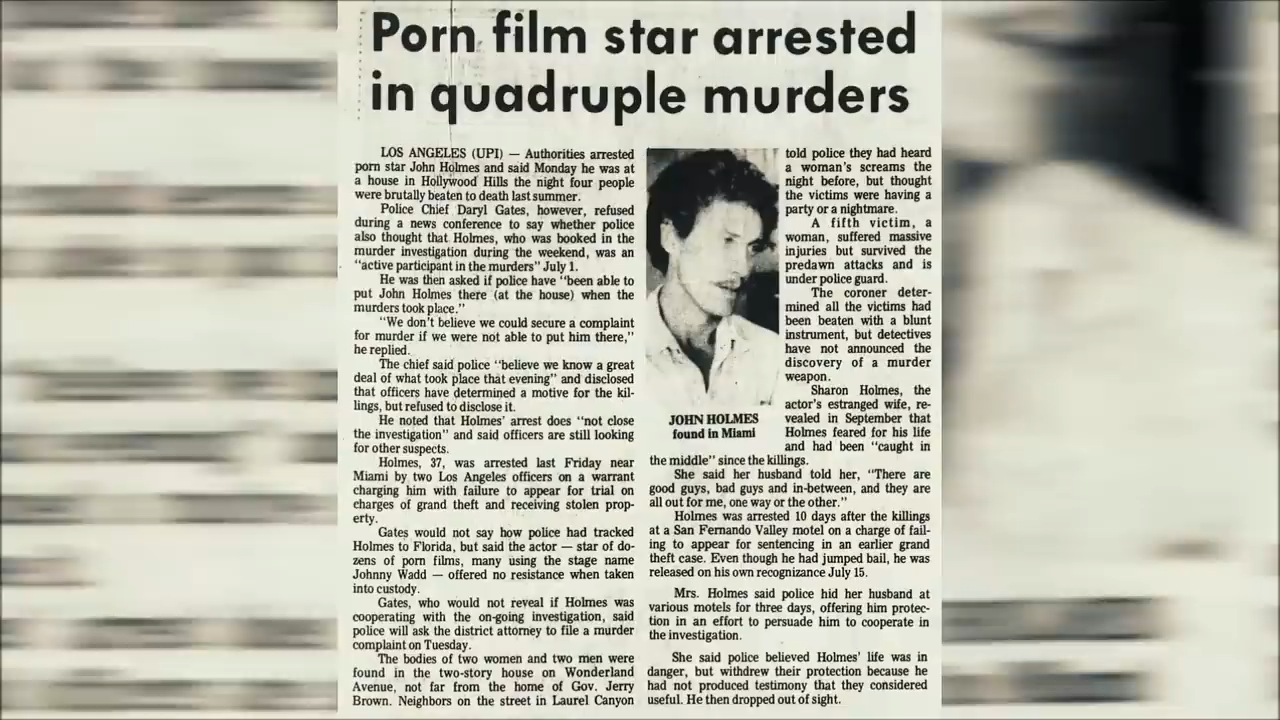 Porn film star arrested
in quadruple murders
LOS ANGELES (UPI) — Authorities arrested
porn star John Holmes and said Monday he was at
a house in Hollywood Hills the night four people
were brutally beaten to death last summer.
Police Chief Daryl Gates, however, refused
during a news conference to say whether police
also thought that Holmes, who was booked in the
murder investigation during the weekend, was an
“active participant in the murders” July 1.
He was then asked if police have “been able to
put John Holmes there (at the house) when the
murders took place.”
“We don’t believe we could secure a complaint
for murder if we were not able to put him there,”
he replied.
The chief said police “believe we know a great
deal of what took place that evening” and disclosed
that officers have determined a motive for the kil-
lings, but refused to disclose it.
He noted that Holmes’ arrest does “not close
the investigation” and said officers are still looking
for other suspects.
Holmes, 37, was arrested last Friday near
Miami by two Los Angeles officers on a warrant
charging him with failure to appear for trial on
charges of grand theft and receiving stolen prop-
erty.
Gates would not say how police had tracked
Holmes to Florida, but said the actor — star of do-
zens of porn films, many using the stage name
Johnny Wadd — offered no resistance when taken
into custody.
Gates, who would not reveal if Holmes was
cooperating with the on-going investigation, said
police will ask the district attorney to file a murder
complaint on Tuesday.
The bodies of two women and two men were
found in the two-story house on Wonderland
Avenue, not far from the home of Gov. Jerry
Brown. Neighbors on the street in Laurel Canyon
JOHN HOLMES
found in Miami
told police they had heard
a woman’s screams the
night before, but thought
the victims were having a
party or a nightmare.
A fifth victim, a
woman, suffered massive
injuries but survived the
predawn attacks and is
under police guard.
The coroner deter-
mined all the victims had
been beaten with a blunt
instrument, but detectives
have not announced the
discovery of a murder
weapon.
Sharon Holmes, the
actor’s estranged wife, re-
vealed in September that
Holmes feared for his life
and had been “caught in
the middle” since the killings.
She said her husband told her, “There are
good guys, bad guys and in-between, and they are
all out for me, one way or the other.”
Holmes was arrested 10 days after the killings
at a San Fernando Valley motel on a charge of fail-
ing to appear for sentencing in an earlier grand
theft case. Even though he had jumped bail, he was
released on his own recognizance July 15.
Mrs. Holmes said police hid her husband at
various motels for three days, offering him protec-
tion in an effort to persuade him to cooperate in
the investigation.
She said police believed Holmes’ life was in
danger, but withdrew their protection because he
had not produced testimony that they considered
useful. He then dropped out of sight.